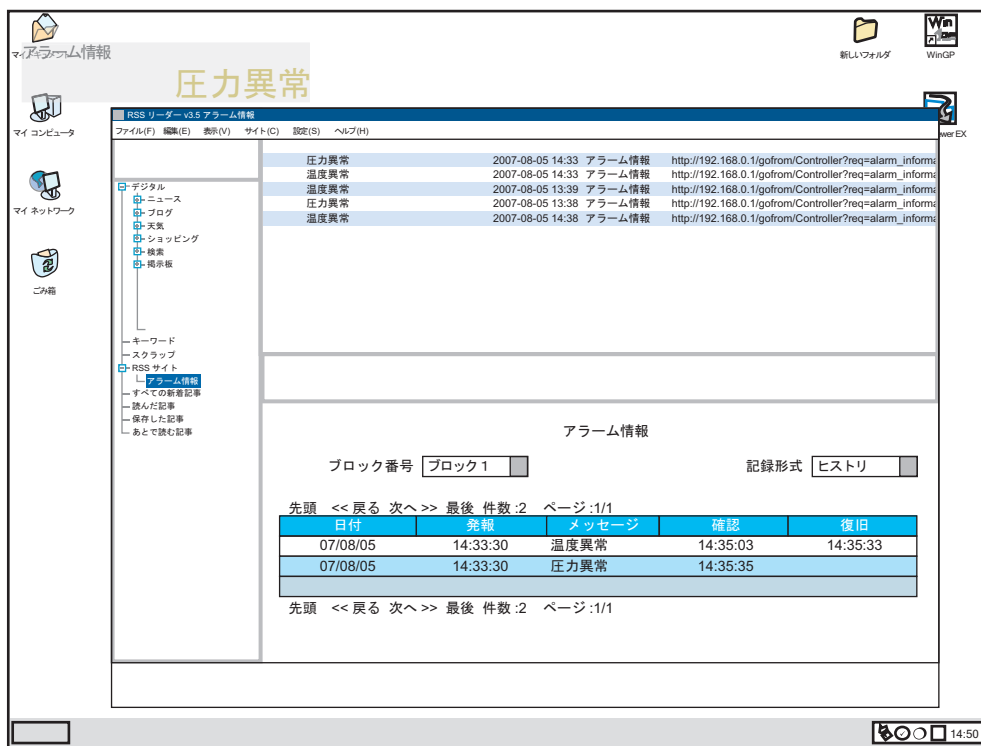 マイドキュメント
アラーム情報
圧力異常
新しいフォルダ
WinGP
マイ コンピュータ
wer EX
マイ ネットワーク
ごみ箱
RSS リーダー v3.5 アラーム情報
ファイル(F) 編集(E) 表示(V) サイト(C) 設定(S) ヘルプ(H)
圧力異常 2007-08-05 14:33 アラーム情報 http://192.168.0.1/gofrom/Controller?req=alarm_informa
温度異常 2007-08-05 14:33 アラーム情報 http://192.168.0.1/gofrom/Controller?req=alarm_informa
温度異常 2007-08-05 13:39 アラーム情報 http://192.168.0.1/gofrom/Controller?req=alarm_informa
圧力異常 2007-08-05 13:38 アラーム情報 http://192.168.0.1/gofrom/Controller?req=alarm_informa
温度異常 2007-08-05 14:38 アラーム情報 http://192.168.0.1/gofrom/Controller?req=alarm_informa
デジタル
ニュース
ブログ
天気
ショッピング
検索
掲示板
キーワード
スクラップ
RSS サイト
アラーム情報
すべての新着記事
読んだ記事
保存した記事
あとで読む記事
アラーム情報
ブロック番号 ブロック1 記録形式 ヒストリ
先頭 << 戻る 次へ >> 最後 件数:2 ページ:1/1
日付 発報 メッセージ 確認 復旧
07/08/05 14:33:30 温度異常 14:35:03 14:35:33
07/08/05 14:33:30 圧力異常 14:35:35
先頭 << 戻る 次へ >> 最後 件数:2 ページ:1/1
14:50